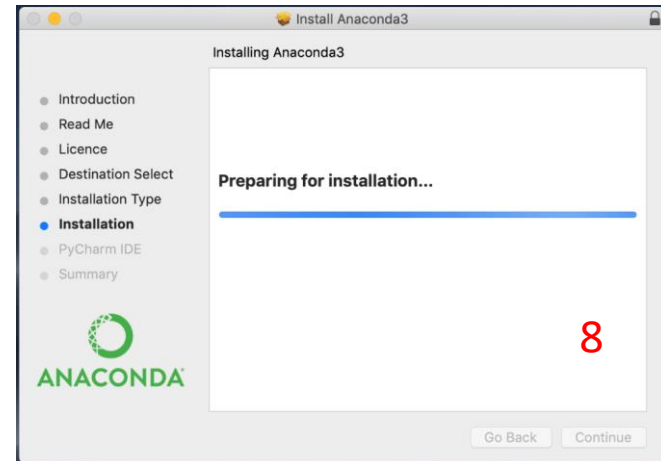 Install Anaconda3
Installing Anaconda3
Introduction
Read Me
Licence
Destination Select
Installation Type
Installation
PyCharm IDE
Summary
Preparing for installation...
8
ANACONDA
Go Back
Continue